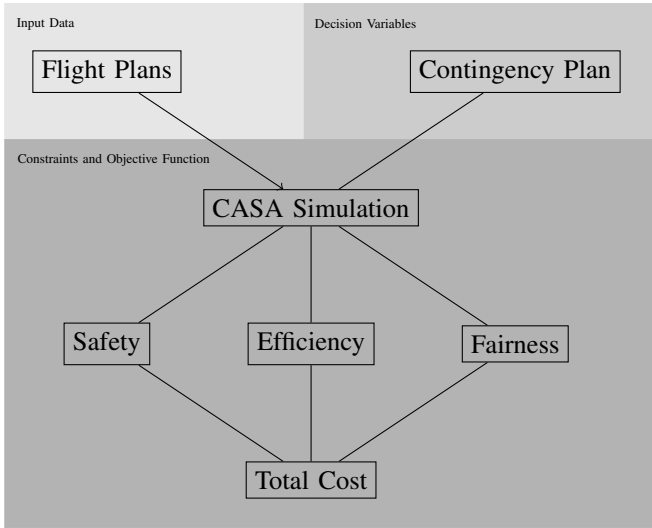 Input Data
Decision Variables
Flight Plans
Contingency Plan
Constraints and Objective Function
CASA Simulation
Safety
Efficiency
Fairness
Total Cost